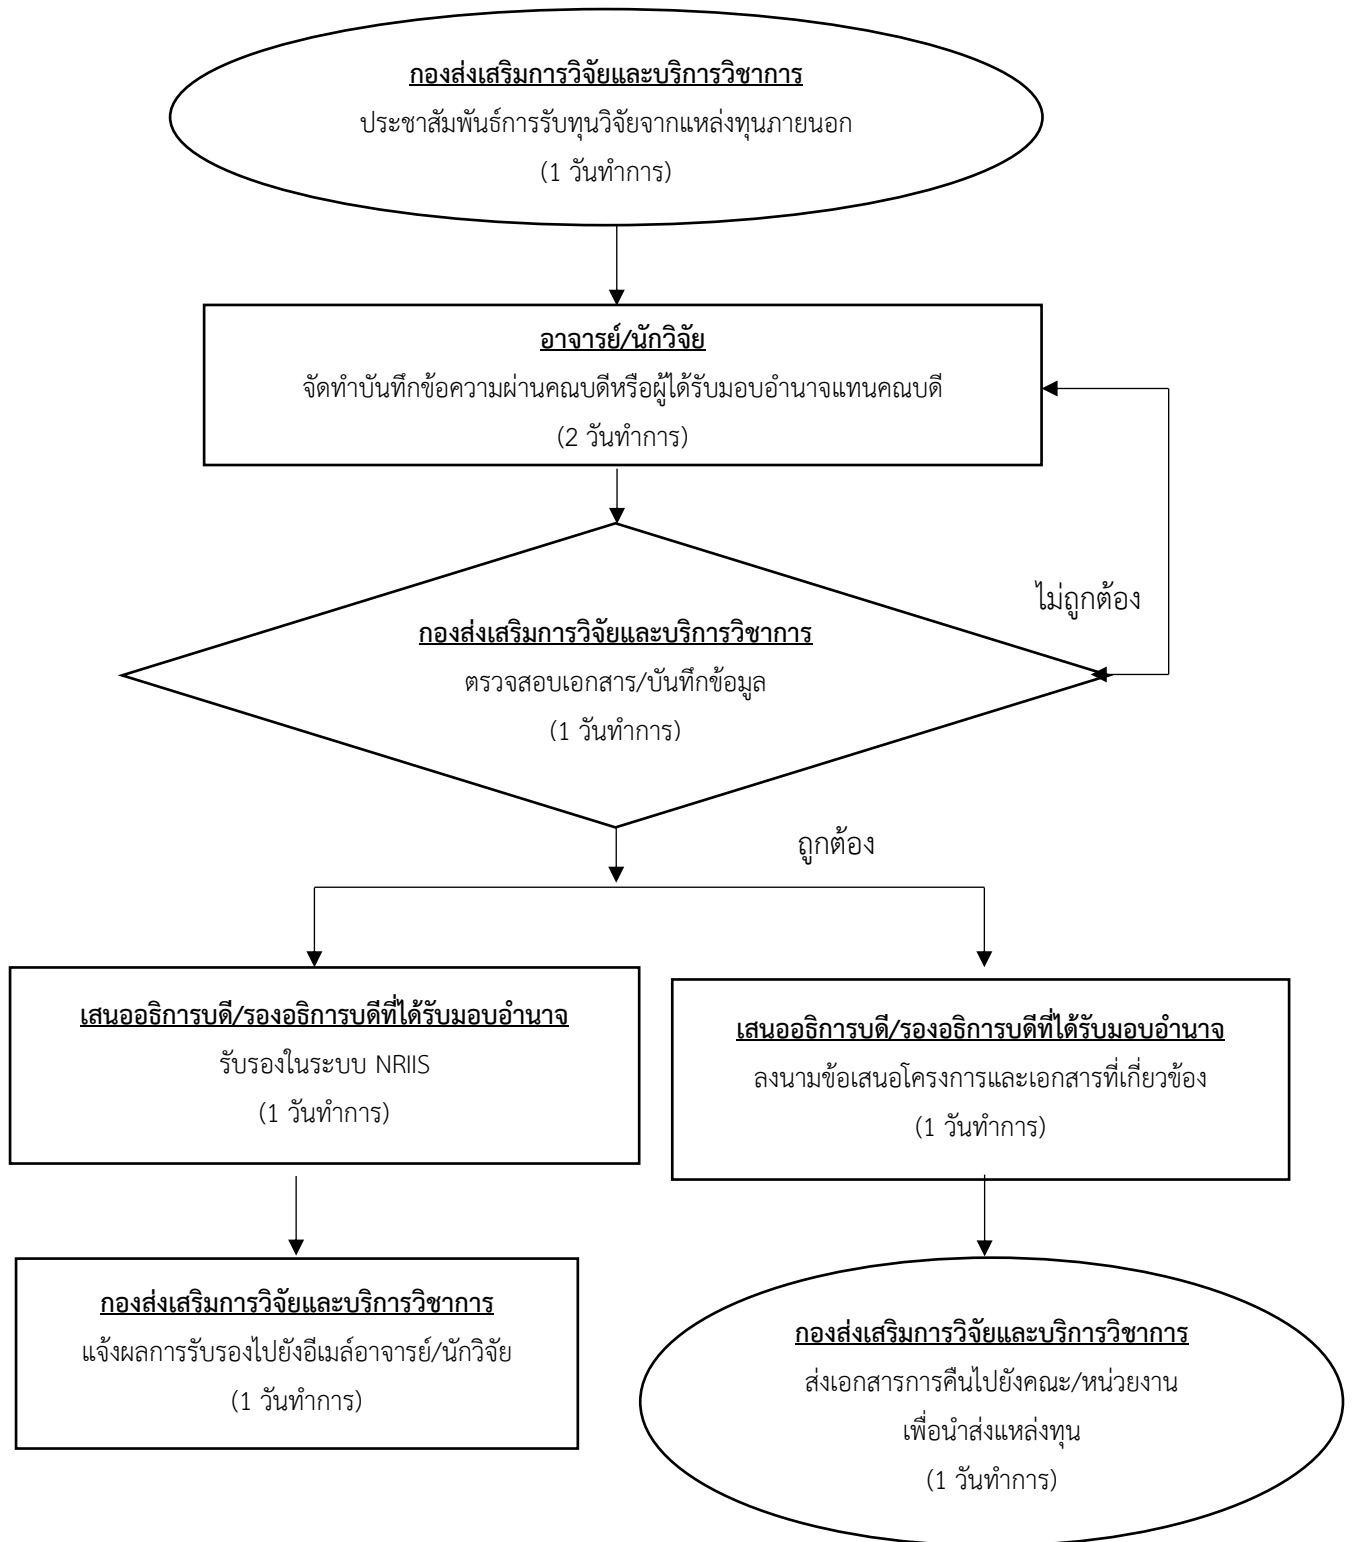 กองส่งเสริมการวิจัยและบริการวิชาการ
ประชาสัมพันธ์การรับทุนวิจัยจากแหล่งทุนภายนอก
(1 วันทำการ)
อาจารย์/นักวิจัย
จัดทำบันทึกข้อความผ่านคณบดีหรือผู้ได้รับมอบอำนาจแทนคณบดี
(2 วันทำการ)
ไม่ถูกต้อง
กองส่งเสริมการวิจัยและบริการวิชาการ
ตรวจสอบเอกสาร/บันทึกข้อมูล
(1 วันทำการ)
ถูกต้อง
เสนออธิการบดี/รองอธิการบดีที่ได้รับมอบอำนาจ
รับรองในระบบ NRIIS
(1 วันทำการ)
เสนออธิการบดี/รองอธิการบดีที่ได้รับมอบอำนาจ
ลงนามข้อเสนอโครงการและเอกสารที่เกี่ยวข้อง
(1 วันทำการ)
กองส่งเสริมการวิจัยและบริการวิชาการ
แจ้งผลการรับรองไปยังอีเมล์อาจารย์/นักวิจัย
(1 วันทำการ)
กองส่งเสริมการวิจัยและบริการวิชาการ
ส่งเอกสารการคืนไปยังคณะ/หน่วยงาน
เพื่อนำส่งแหล่งทุน
(1 วันทำการ)